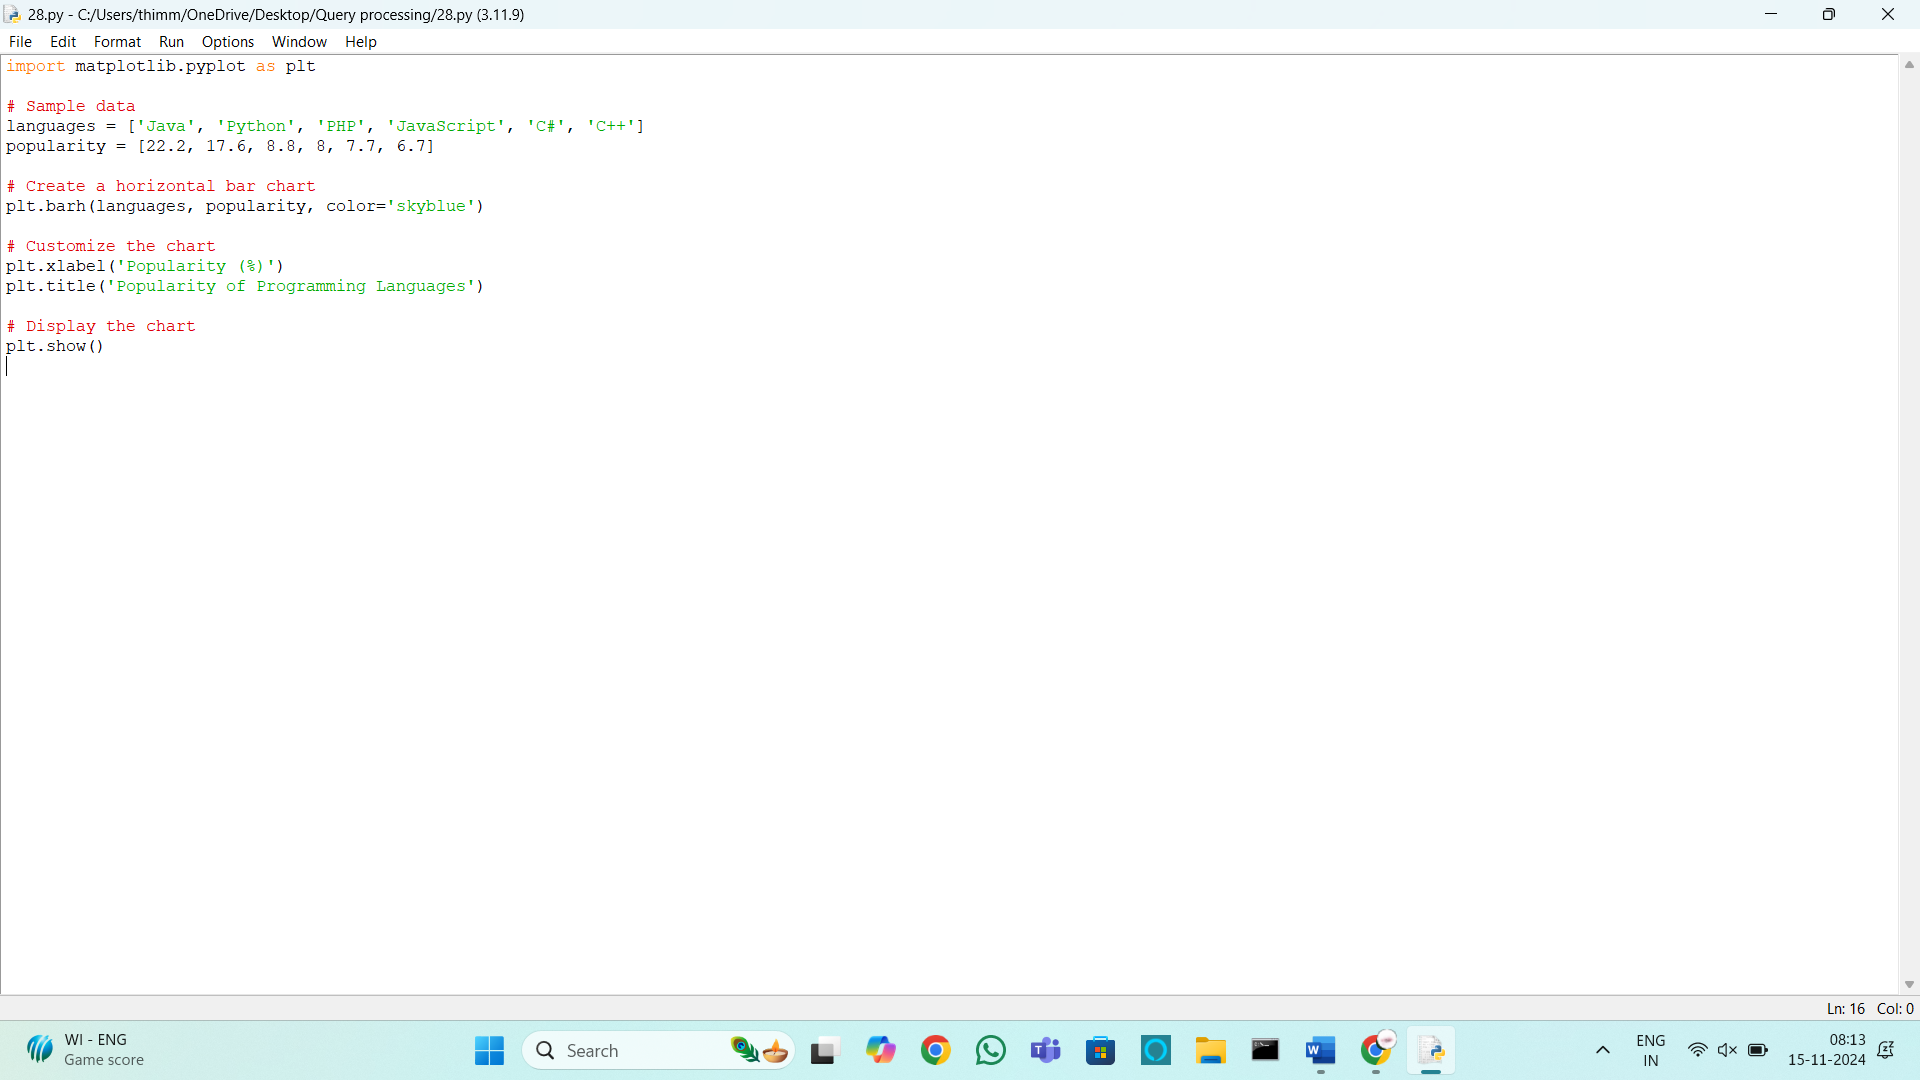 28.py - C:/Users/thimm/OneDrive/Desktop/Query processing/28.py (3.11.9)
File Edit Format Run Options Window Help
import matplotlib.pyplot as plt
# Sample data
languages = ['Java', 'Python', 'PHP', 'JavaScript', 'C#', 'C++']
popularity = [22.2, 17.6, 8.8, 8, 7.7, 6.7]
# Create a horizontal bar chart
plt.barh(languages, popularity, color='skyblue')
# Customize the chart
plt.xlabel('Popularity (%)')
plt.title('Popularity of Programming Languages')
# Display the chart
plt.show()
Ln: 16 Col: 0
WI - ENG
Game score
Search
ENG
IN
08:13
15-11-2024